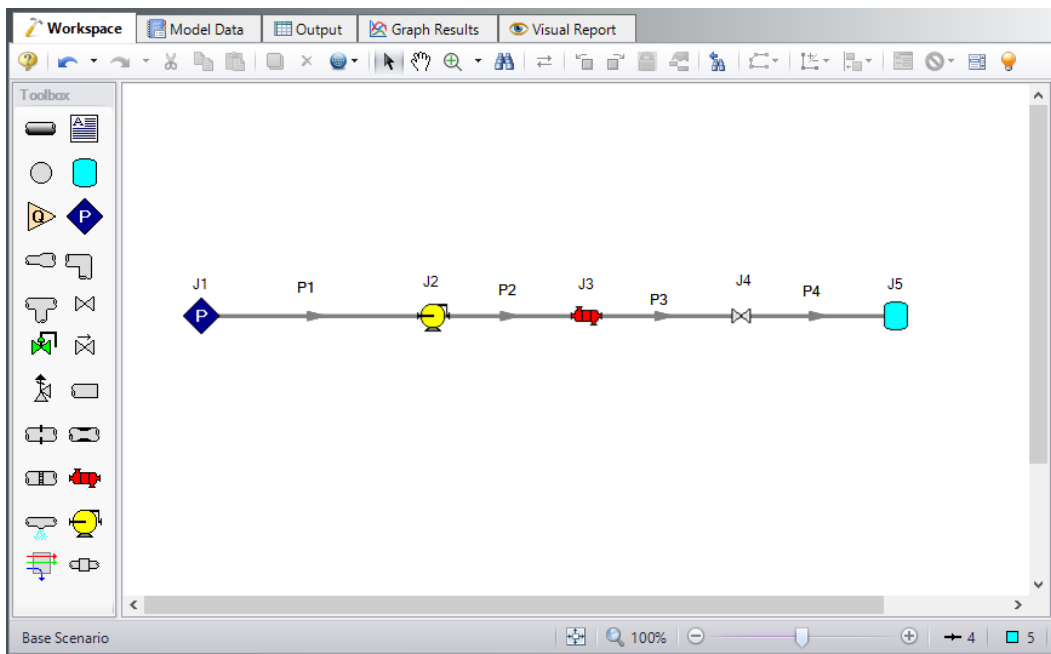 Workspace Model Data Output Graph Results Visual Report
Toolbox
A
Q P
J1 P1 J2 P2 J3 P3 J4 P4 J5
P
Base Scenario 100% 4 5